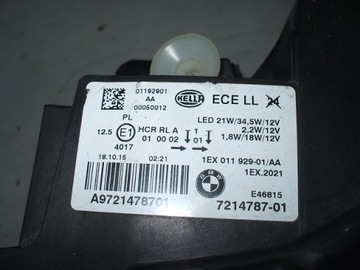 01192901
AA
00050012
HELLA
ECE LL
PL
12.5 E1
4017
HCR RL A
01 00 02
1
01
LED 21W/34,5W/12V
2,2W/12V
1,8W/18W/12V
18.10.15 02:21
1EX 011 929-01/AA
1EX.2021
BMW
E46815
A9721478701
7214787-01